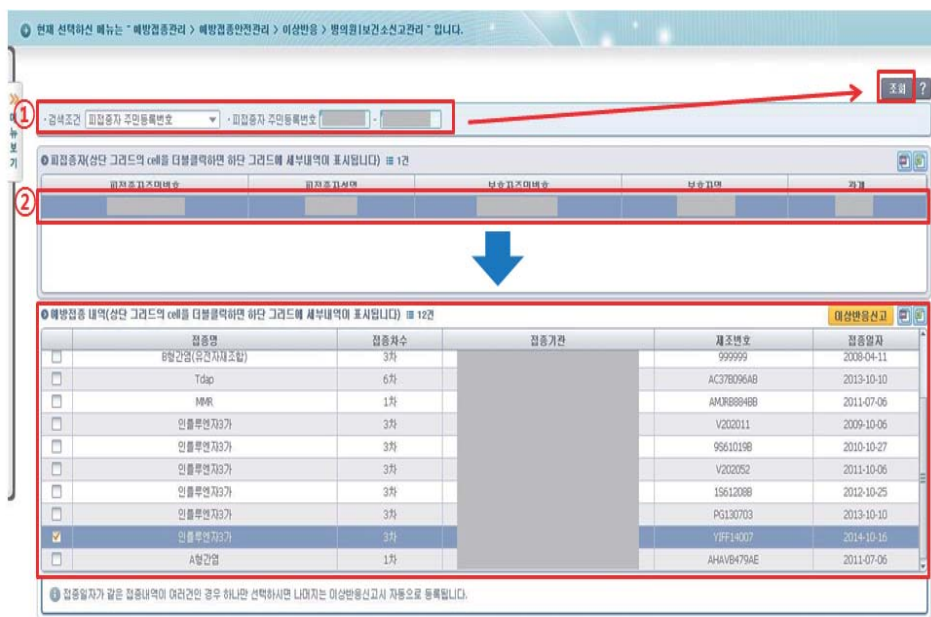 현재 선택하신 메뉴는 "예방접종관리 > 예방접종안전관리 > 이상반응 > 병의원|보건소신고관리" 입니다.
조회 ?
① · 검색조건 피접종자 주민등록번호 · 피접종자 주민등록번호 -
메뉴보기
피접종자(상단 그리드의 cell을 더블클릭하면 하단 그리드에 세부내역이 표시됩니다) 1건
피접종자주민번호 피접종자성명 보호자주민번호 보호자명 관계
②
예방접종 내역(상단 그리드의 cell을 더블클릭하면 하단 그리드에 세부내역이 표시됩니다) 12건 이상반응신고
접종명 접종차수 접종기관 제조번호 접종일자
B형간염(유전자재조합) 3차 999999 2008-04-11
Tdap 6차 AC37B096AB 2013-10-10
MMR 1차 AMJRB884BB 2011-07-06
인플루엔자3가 3차 V202011 2009-10-06
인플루엔자3가 3차 9S61019B 2010-10-27
인플루엔자3가 3차 V202052 2011-10-06
인플루엔자3가 3차 1S61208B 2012-10-25
인플루엔자3가 3차 PG130703 2013-10-10
인플루엔자3가 3차 YIFF14007 2014-10-16
A형간염 1차 AHAVB479AE 2011-07-06
접종일자가 같은 접종내역이 여러건인 경우 하나만 선택하시면 나머지는 이상반응신고시 자동으로 등록됩니다.